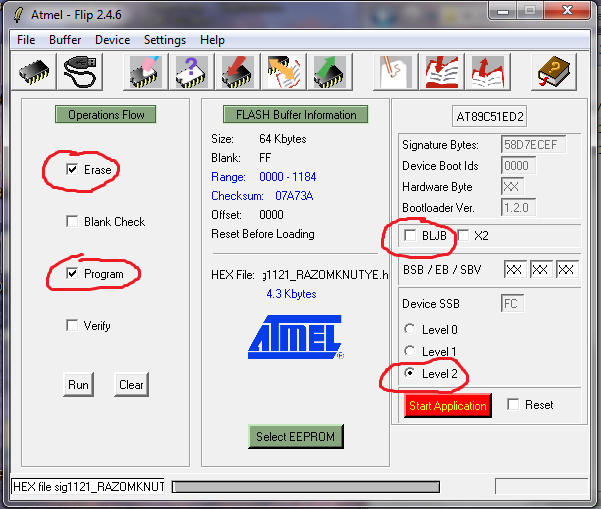 Atmel - Flip 2.4.6
File Buffer Device Settings Help
Operations Flow
Erase
Blank Check
Program
Verify
Run Clear
FLASH Buffer Information
Size: 64 Kbytes
Blank: FF
Range: 0000 - 1184
Checksum: 07A73A
Offset: 0000
Reset Before Loading
HEX File: g1121_RAZOMKNUTYE.h
4.3 Kbytes
ATMEL
Select EEPROM
AT89C51ED2
Signature Bytes: 58D7ECEF
Device Boot Ids 0000
Hardware Byte XX
Bootloader Ver. 1.2.0
BLJB X2
BSB / EB / SBV XX XX XX
Device SSB FC
Level 0
Level 1
Level 2
Start Application Reset
HEX file sig1121_RAZOMKNUT